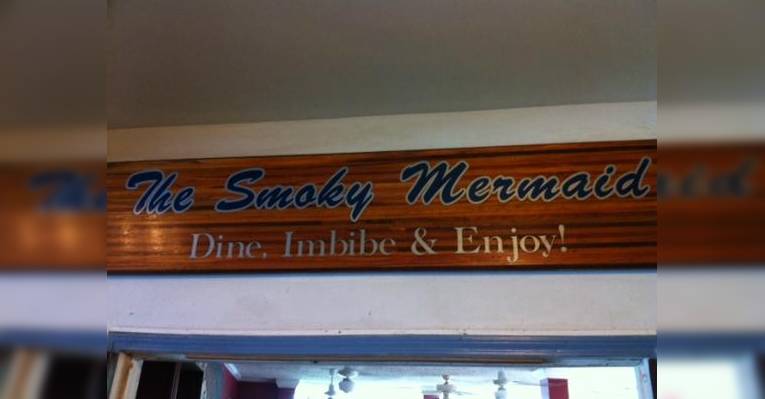 The Smoky Mermaid
Dine, Imbibe & Enjoy!